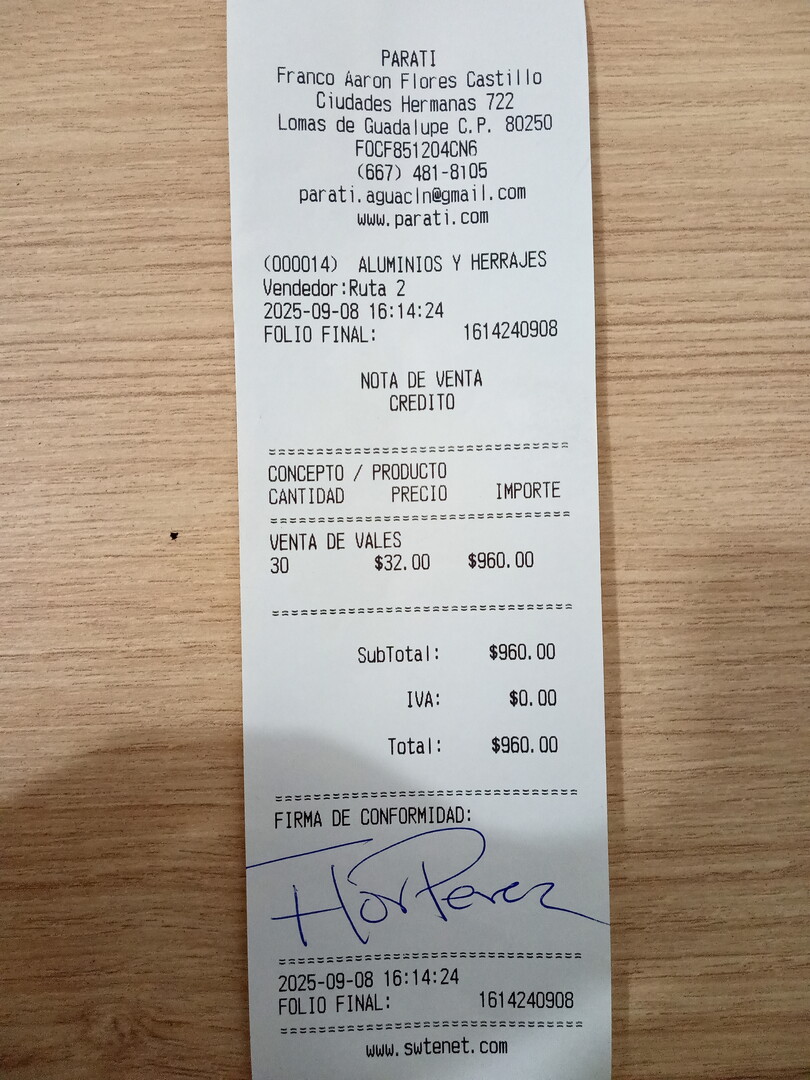 PARATI
Franco Aaron Flores Castillo
Ciudades Hermanas 722
Lomas de Guadalupe C.P. 80250
FOCF851204CN6
(667) 481-8105
parati.aguacln@gmail.com
www.parati.com
(000014) ALUMINIOS Y HERRAJES
Vendedor:Ruta 2
2025-09-08 16:14:24
FOLIO FINAL: 1614240908
NOTA DE VENTA
CREDITO
CONCEPTO / PRODUCTO
CANTIDAD PRECIO IMPORTE
VENTA DE VALES
30 $32.00 $960.00
SubTotal: $960.00
IVA: $0.00
Total: $960.00
FIRMA DE CONFORMIDAD:
Perez
2025-09-08 16:14:24
FOLIO FINAL: 1614240908
www.swtenet.com